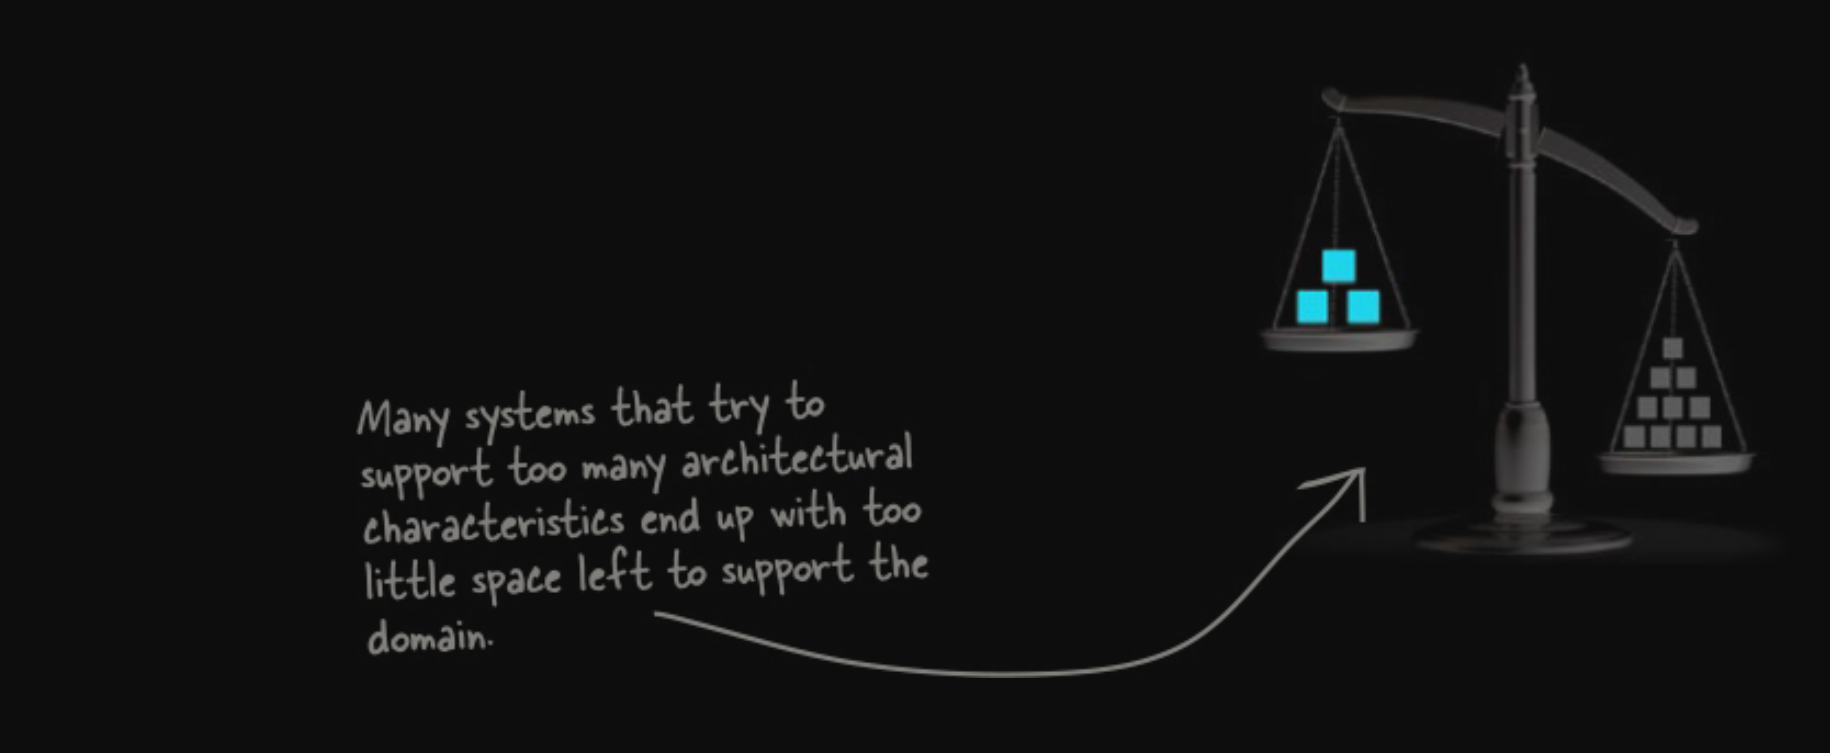 Many systems that try to
support too many architectural
characteristics end up with too
little space left to support the
domain.